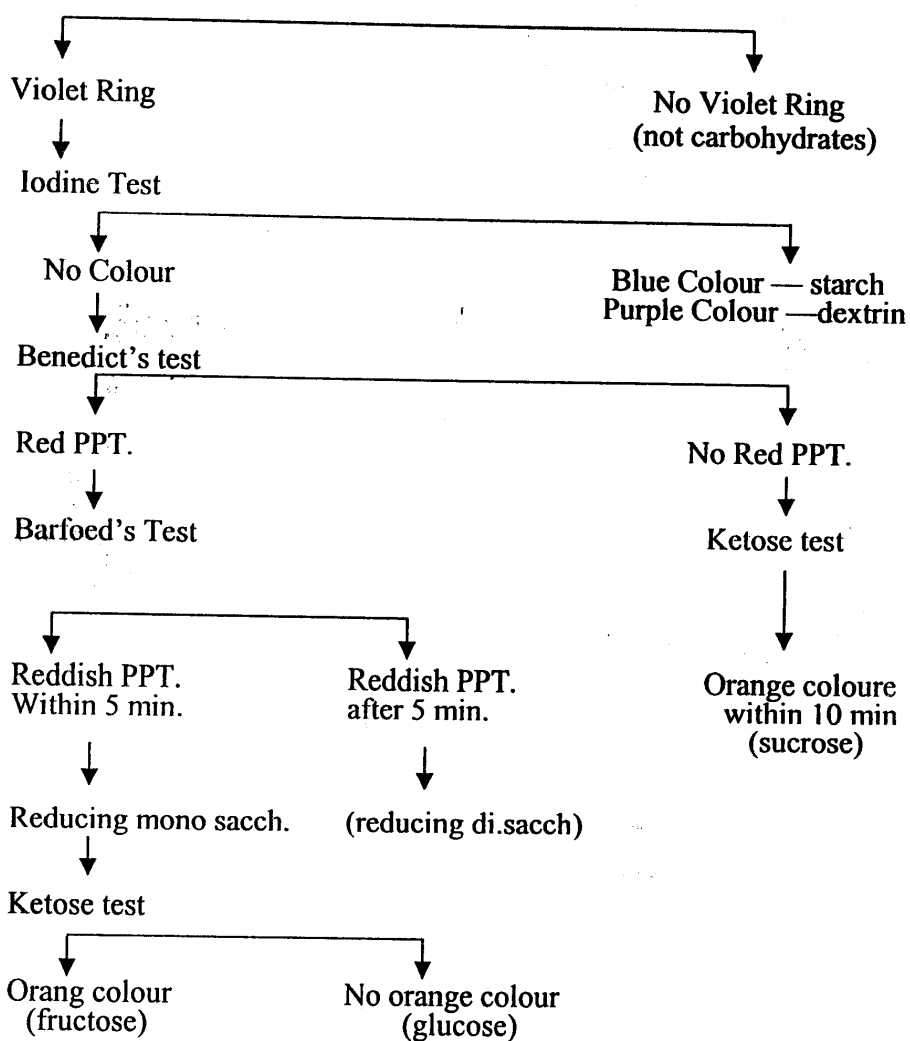 Violet Ring
No Violet Ring
(not carbohydrates)
Iodine Test
No Colour
Blue Colour — starch
Purple Colour —dextrin
Benedict's test
Red PPT.
No Red PPT.
Barfoed's Test
Ketose test
Reddish PPT.
Within 5 min.
Reddish PPT.
after 5 min.
Orange coloure
within 10 min
(sucrose)
Reducing mono sacch.
(reducing di.sacch)
Ketose test
Orang colour
(fructose)
No orange colour
(glucose)